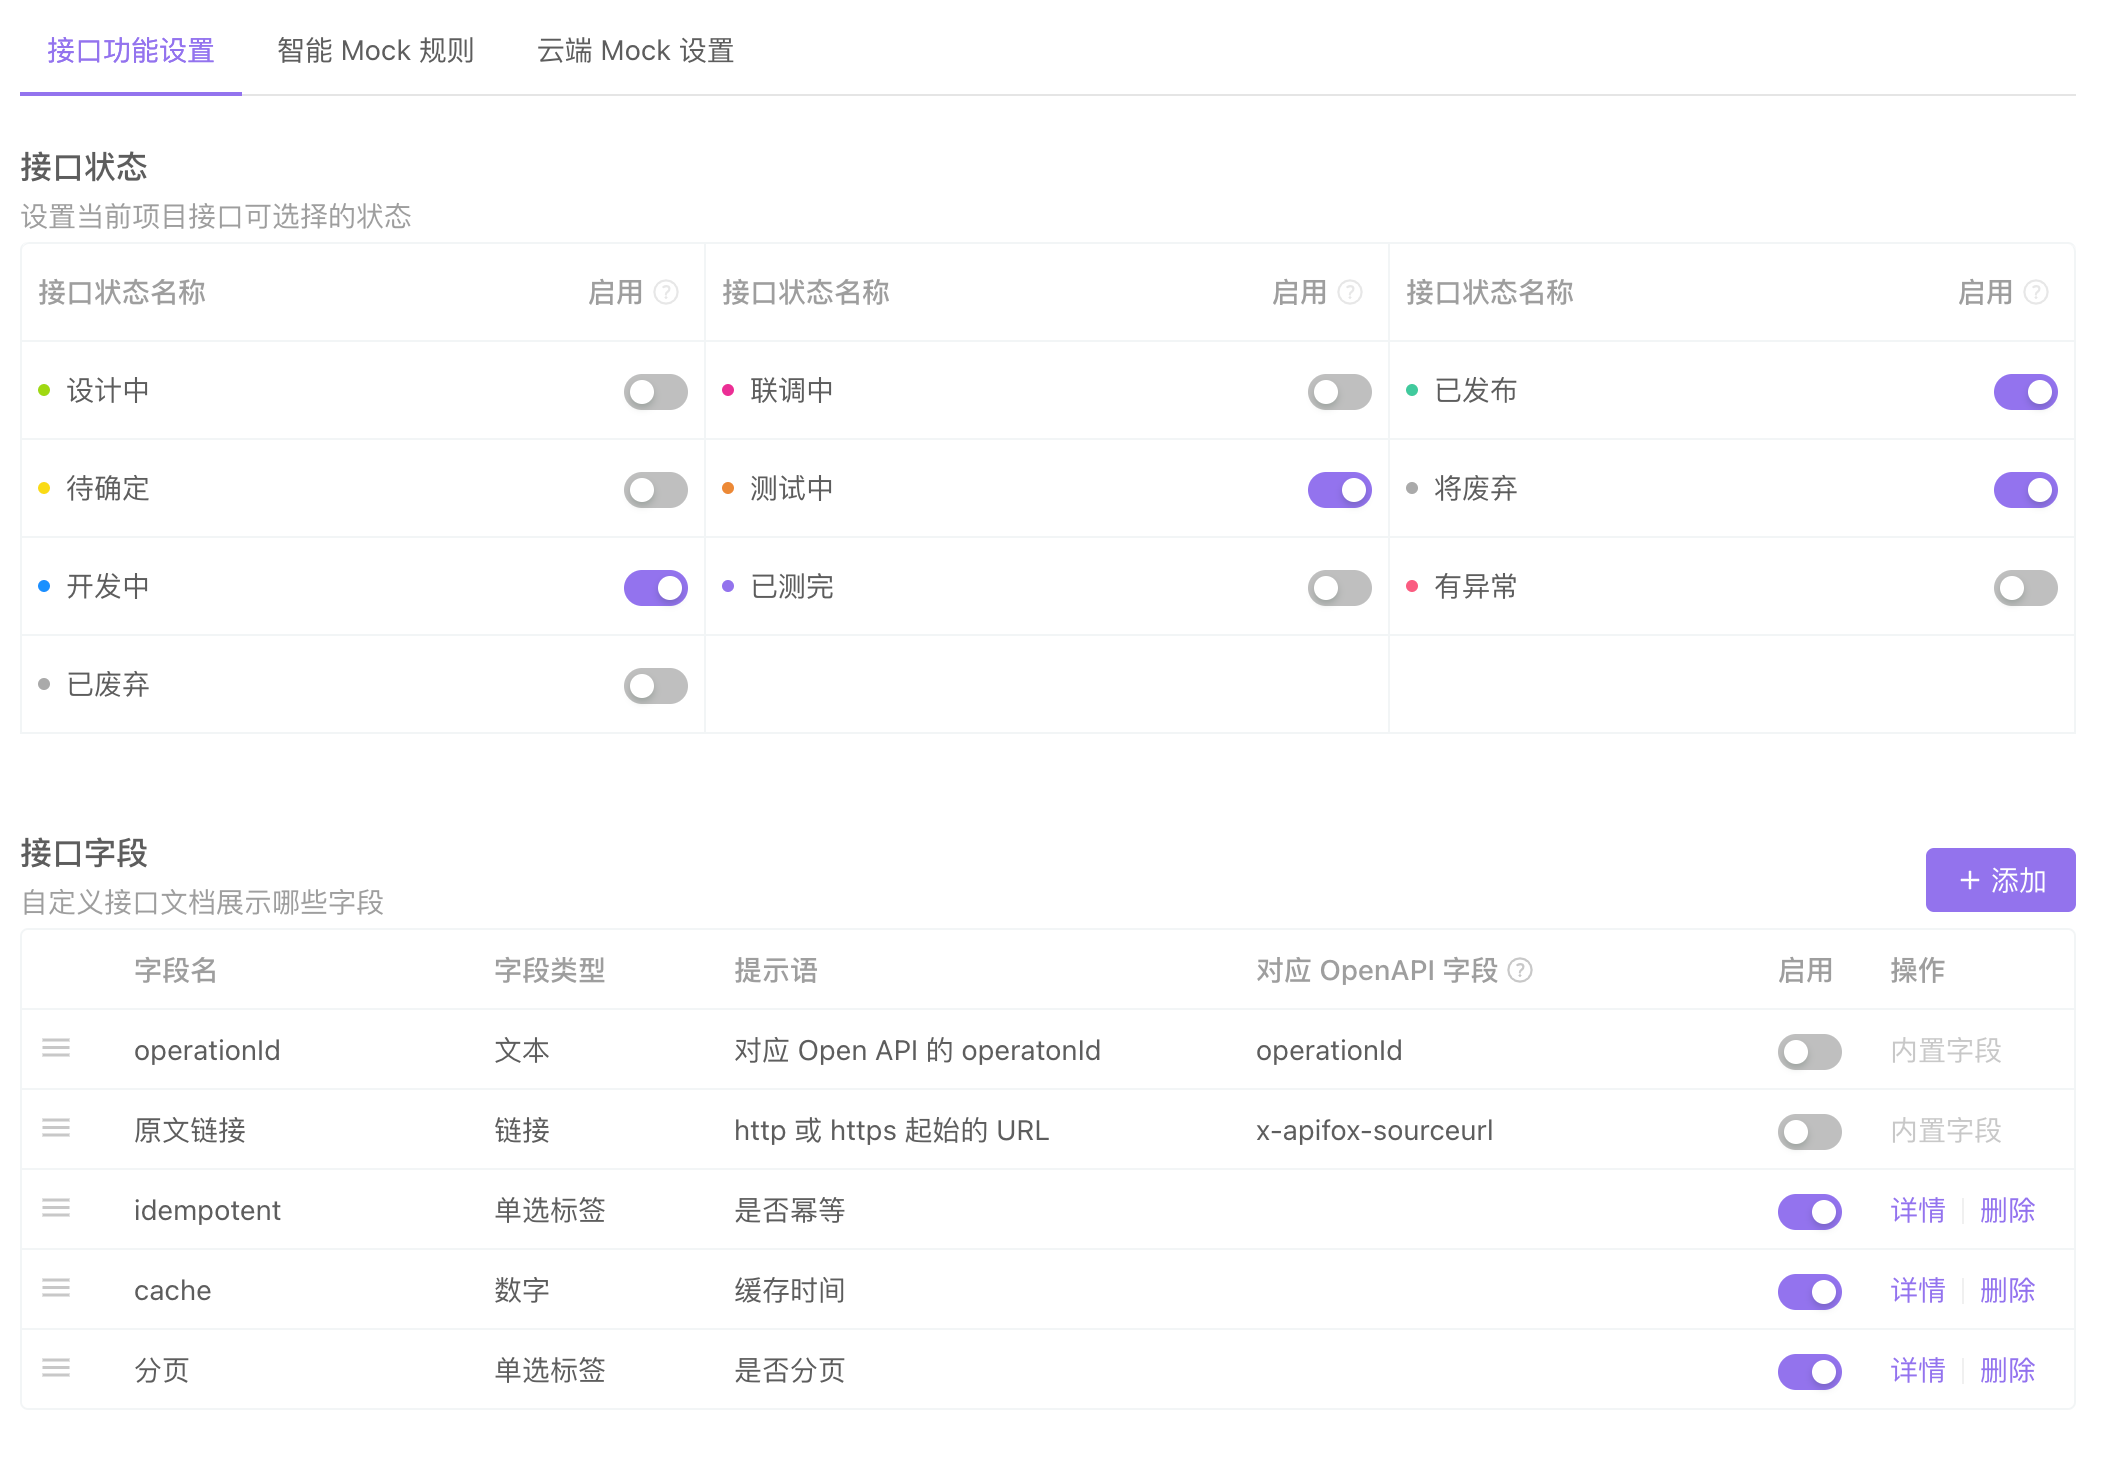 接口功能设置 智能 Mock 规则 云端 Mock 设置
接口状态
设置当前项目接口可选择的状态
接口状态名称 启用 ? 接口状态名称 启用 ? 接口状态名称 启用 ?
设计中 联调中 已发布
待确定 测试中 将废弃
开发中 已测完 有异常
已废弃
接口字段
自定义接口文档展示哪些字段
+ 添加
字段名 字段类型 提示语 对应 OpenAPI 字段 ? 启用 操作
operationId 文本 对应 Open API 的 operatonId operationId 内置字段
原文链接 链接 http 或 https 起始的 URL x-apifox-sourceurl 内置字段
idempotent 单选标签 是否幂等 详情 删除
cache 数字 缓存时间 详情 删除
分页 单选标签 是否分页 详情 删除